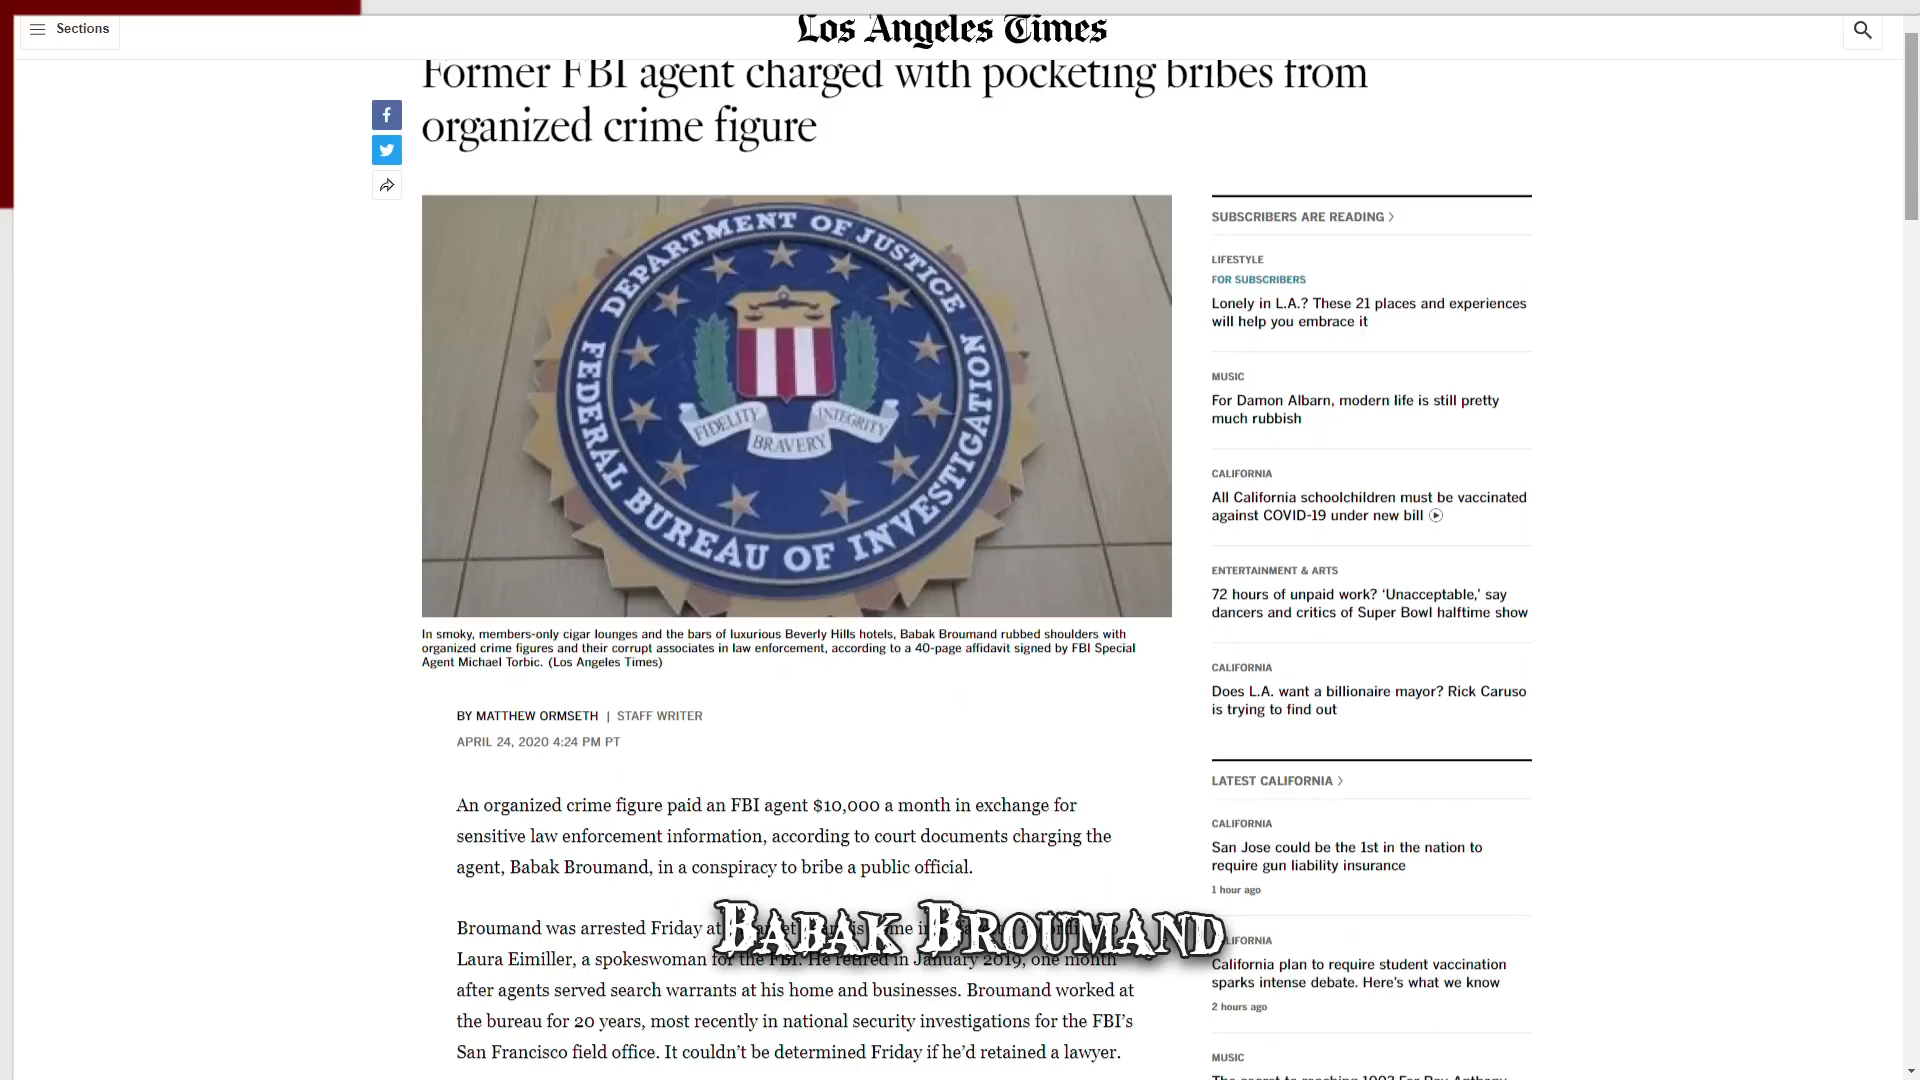 Sections
Los Angeles Times
Former FBI agent charged with pocketing bribes from
organized crime figure
DEPARTMENT OF JUSTICE
FEDERAL BUREAU OF INVESTIGATION
FIDELITY
BRAVERY
INTEGRITY
In smoky, members-only cigar lounges and the bars of luxurious Beverly Hills hotels, Babak Broumand rubbed shoulders with
organized crime figures and their corrupt associates in law enforcement, according to a 40-page affidavit signed by FBI Special
Agent Michael Torbic. (Los Angeles Times)
BY MATTHEW ORMSETH | STAFF WRITER
APRIL 24, 2020 4:24 PM PT
An organized crime figure paid an FBI agent $10,000 a month in exchange for
sensitive law enforcement information, according to court documents charging the
agent, Babak Broumand, in a conspiracy to bribe a public official.
Broumand was arrested Friday at
Laura Eimiller, a spokeswoman for the FBI. He retired in January 2019, one month
after agents served search warrants at his home and businesses. Broumand worked at
the bureau for 20 years, most recently in national security investigations for the FBI's
San Francisco field office. It couldn't be determined Friday if he'd retained a lawyer.
BABAK BROUMAND
SUBSCRIBERS ARE READING >
LIFESTYLE
FOR SUBSCRIBERS
Lonely in L.A.? These 21 places and experiences
will help you embrace it
MUSIC
For Damon Albarn, modern life is still pretty
much rubbish
CALIFORNIA
All California schoolchildren must be vaccinated
against COVID-19 under new bill
ENTERTAINMENT & ARTS
72 hours of unpaid work? ‘Unacceptable,’ say
dancers and critics of Super Bowl halftime show
CALIFORNIA
Does L.A. want a billionaire mayor? Rick Caruso
is trying to find out
LATEST CALIFORNIA >
CALIFORNIA
San Jose could be the 1st in the nation to
require gun liability insurance
1 hour ago
LIFORNIA
California plan to require student vaccination
sparks intense debate. Here's what we know
2 hours ago
MUSIC